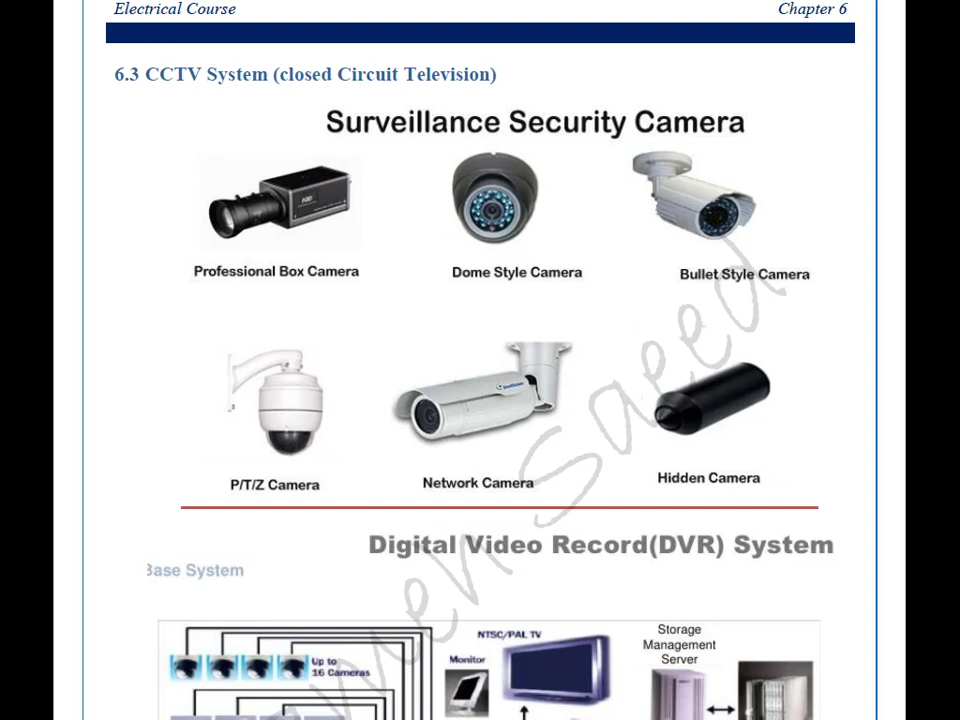 Electrical Course Chapter 6
6.3 CCTV System (closed Circuit Television)
Surveillance Security Camera
Professional Box Camera
Dome Style Camera
Bullet Style Camera
P/T/Z Camera
Network Camera
Hidden Camera
Digital Video Record(DVR) System
Base System
NTSC/PAL TV
Storage
Management
Server
Up to
16 Cameras
Monitor
Saeed